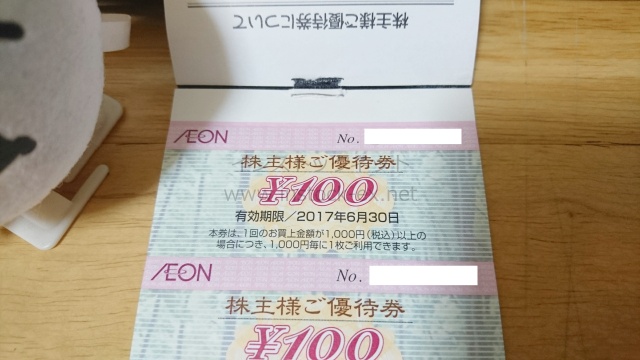 株主様ご優待券について
ÆON
No.
株主様ご優待券
¥100
有効期限/2017年6月30日
本券は、1回のお買上金額が1,000円(税込)以上の
場合につき、1,000円毎に1枚ご利用できます。
ÆON
No.
株主様ご優待券
¥100